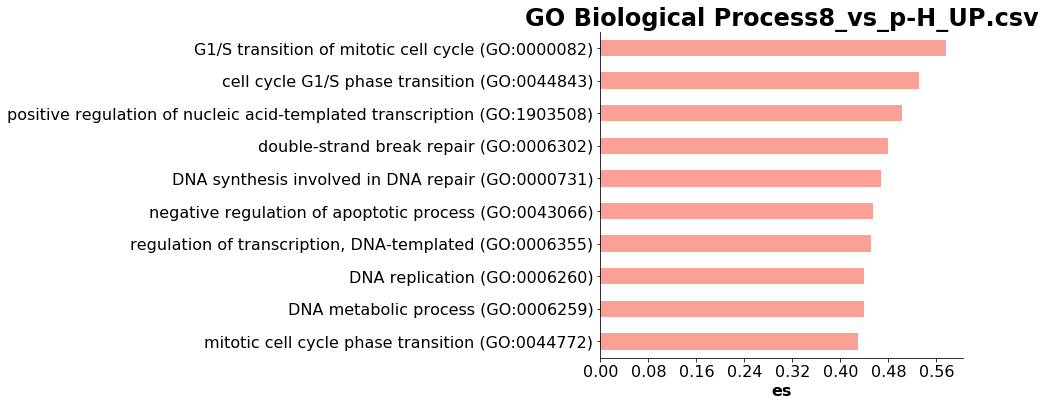 GO Biological Process8_vs_p-H_UP.csv
G1/S transition of mitotic cell cycle (GO:0000082)
cell cycle G1/S phase transition (GO:0044843)
positive regulation of nucleic acid-templated transcription (GO:1903508)
double-strand break repair (GO:0006302)
DNA synthesis involved in DNA repair (GO:0000731)
negative regulation of apoptotic process (GO:0043066)
regulation of transcription, DNA-templated (GO:0006355)
DNA replication (GO:0006260)
DNA metabolic process (GO:0006259)
mitotic cell cycle phase transition (GO:0044772)
0.00 0.08 0.16 0.24 0.32 0.40 0.48 0.56
es